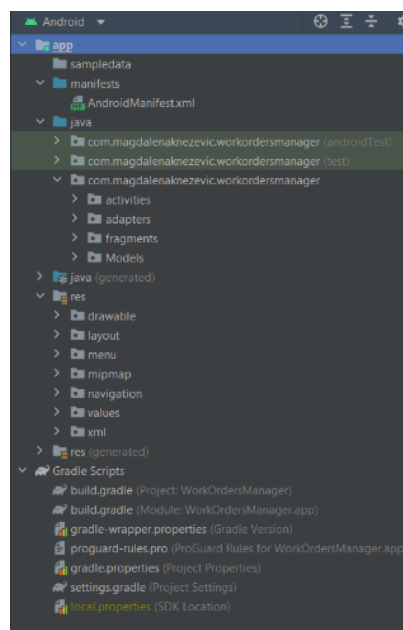 Android
app
sampledata
manifests
AndroidManifest.xml
java
com.magdalenaknezevic.workordersmanager (androidTest)
com.magdalenaknezevic.workordersmanager (test)
com.magdalenaknezevic.workordersmanager
activities
adapters
fragments
Models
java (generated)
res
drawable
layout
menu
mipmap
navigation
values
xml
res (generated)
Gradle Scripts
build.gradle (Project: WorkOrdersManager)
build.gradle (Module: WorkOrdersManager.app)
gradle-wrapper.properties (Gradle Version)
proguard-rules.pro (ProGuard Rules for WorkOrdersManager.app
gradle.properties (Project Properties)
settings.gradle (Project Settings)
local.properties (SDK Location)